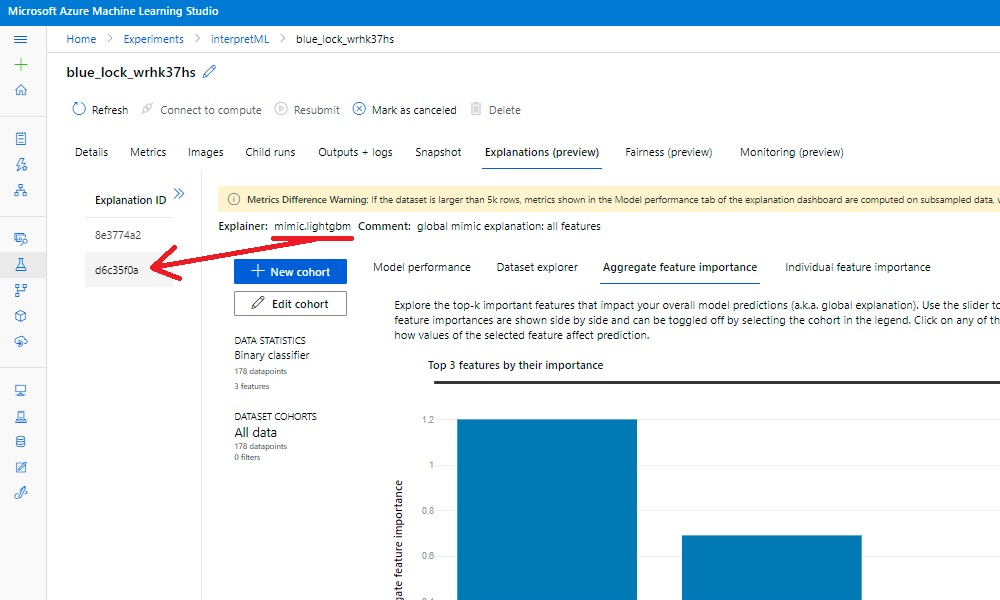 Microsoft Azure Machine Learning Studio
Home > Experiments > interpretML > blue_lock_wrhk37hs
blue_lock_wrhk37hs
Refresh Connect to compute Resubmit Mark as canceled Delete
Details Metrics Images Child runs Outputs + logs Snapshot Explanations (preview) Fairness (preview) Monitoring (preview)
Explanation ID
8e3774a2
d6c35f0a
Metrics Difference Warning: If the dataset is larger than 5k rows, metrics shown in the Model performance tab of the explanation dashboard are computed on subsampled data,
Explainer: mimic.lightgbm Comment: global mimic explanation: all features
New cohort
Edit cohort
DATA STATISTICS
Binary classifier
178 datapoints
3 features
DATASET COHORTS
All data
178 datapoints
0 filters
Model performance Dataset explorer Aggregate feature importance Individual feature importance
Explore the top-k important features that impact your overall model predictions (a.k.a. global explanation). Use the slider to
feature importances are shown side by side and can be toggled off by selecting the cohort in the legend. Click on any of th
how values of the selected feature affect prediction.
Top 3 features by their importance
1.2
1
0.8
0.6
gate feature importance